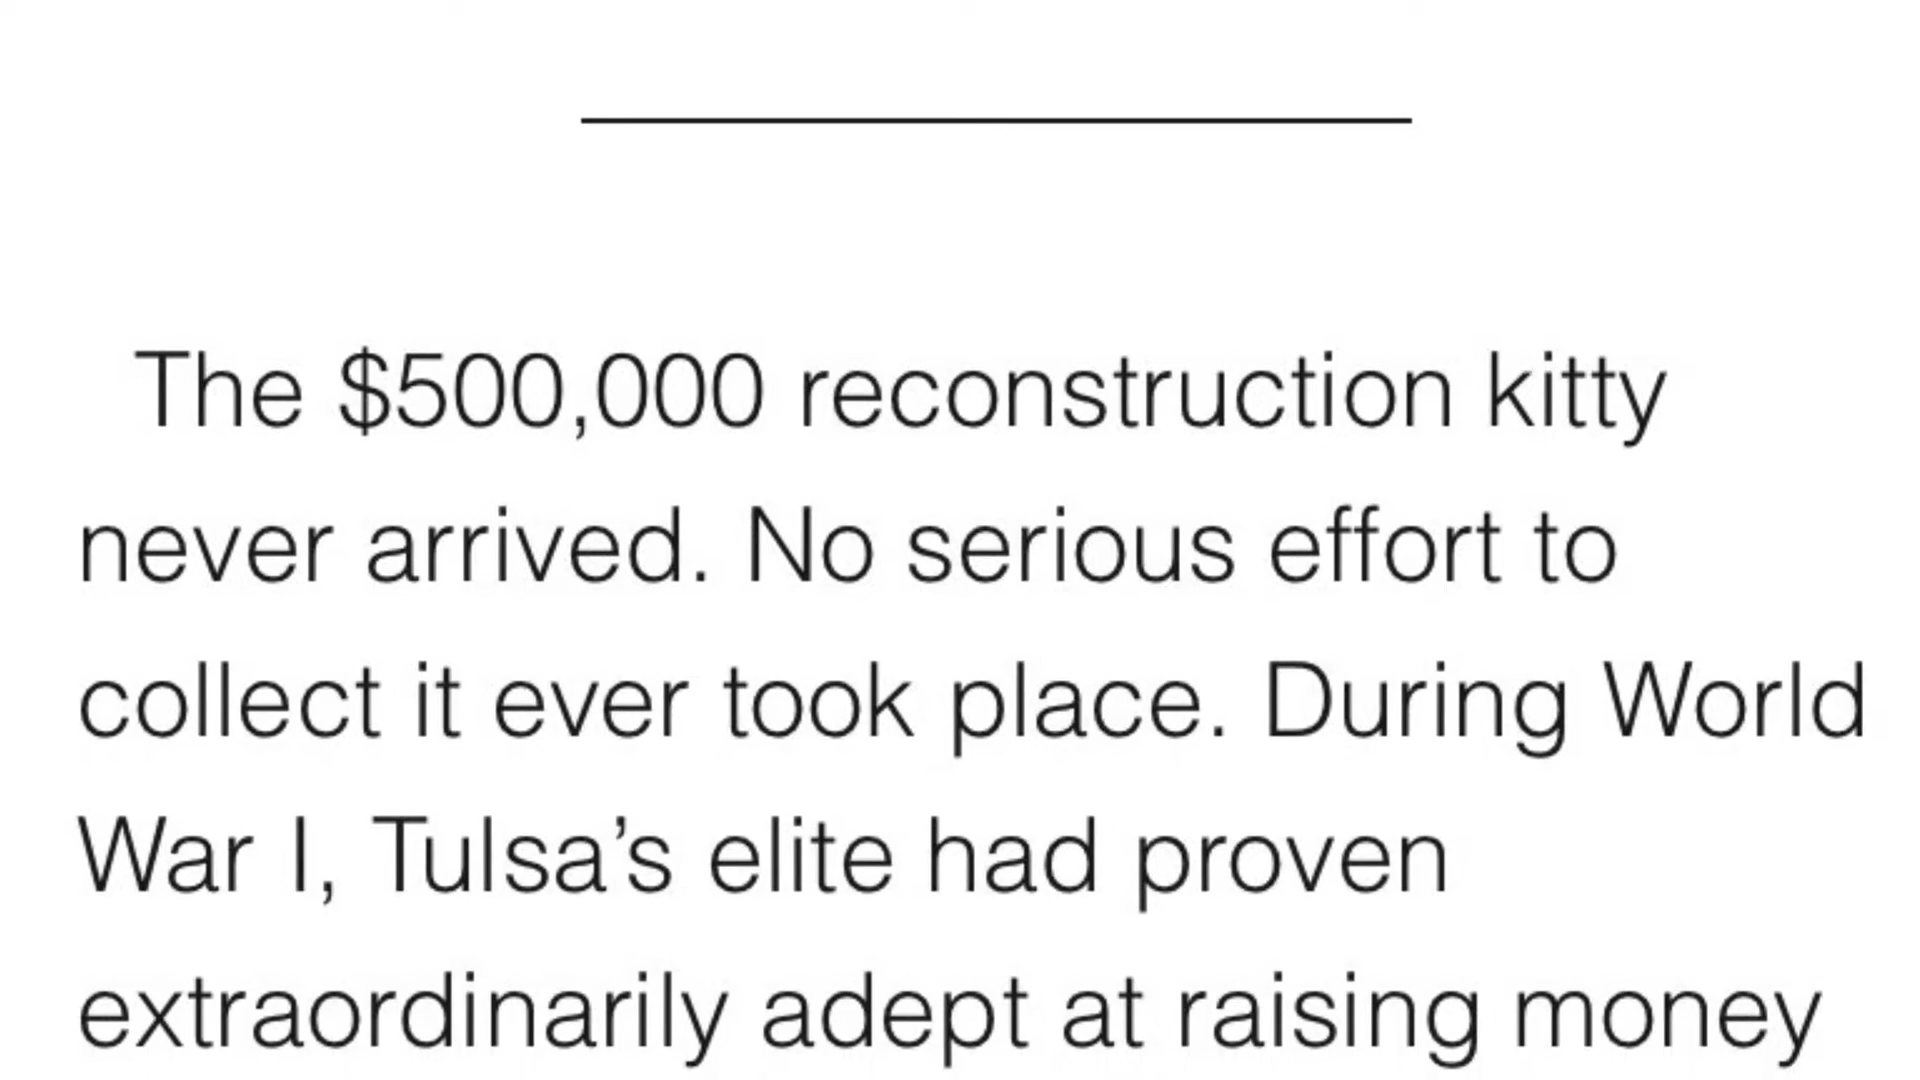 The $500,000 reconstruction kitty
never arrived. No serious effort to
collect it ever took place. During World
War I, Tulsa’s elite had proven
extraordinarily adept at raising money